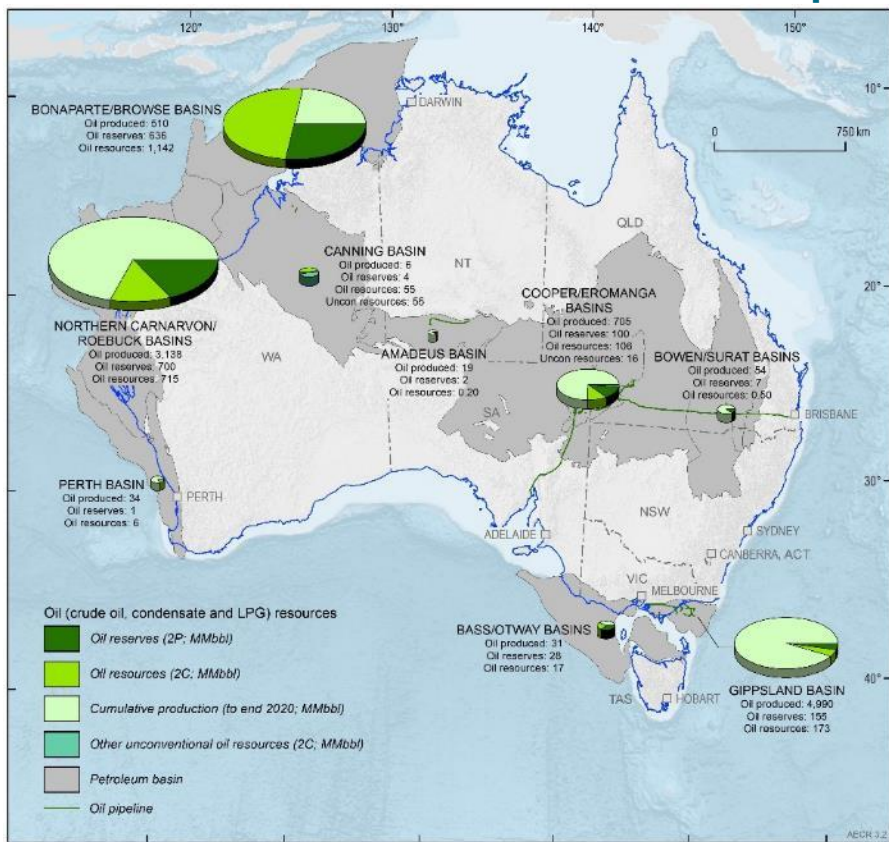 120°
130°
140°
150°
10°
20°
30°
40°
0
750 km
BONAPARTE/BROWSE BASINS
Oil produced: 510
Oil reserves: 636
Oil resources: 1,142
DARWIN
QLD
NT
CANNING BASIN
Oil produced: 6
Oil reserves: 4
Oil resources: 55
Uncon resources: 55
NORTHERN CARNARVON/
ROEBUCK BASINS
Oil produced: 3,138
Oil reserves: 700
Oil resources: 715
WA
AMADEUS BASIN
Oil produced: 19
Oil reserves: 2
Oil resources: 0.20
COOPER/EROMANGA
BASINS
Oil produced: 705
Oil reserves: 100
Oil resources: 106
Uncon resources: 16
BOWEN/SURAT BASINS
Oil produced: 54
Oil reserves: 7
Oil resources: 0.50
SA
BRISBANE
PERTH BASIN
Oil produced: 34
Oil reserves: 1
Oil resources: 6
PERTH
NSW
ADELAIDE
SYDNEY
CANBERRA, ACT
VIC
MELBOURNE
BASS/OTWAY BASINS
Oil produced: 31
Oil reserves: 28
Oil resources: 17
TAS
HOBART
GIPPSLAND BASIN
Oil produced: 4,990
Oil reserves: 155
Oil resources: 173
Oil (crude oil, condensate and LPG) resources
Oil reserves (2P; MMbbl)
Oil resources (2C; MMbbl)
Cumulative production (to end 2020; MMbbl)
Other unconventional oil resources (2C; MMbbl)
Petroleum basin
Oil pipeline
AECR 3.2